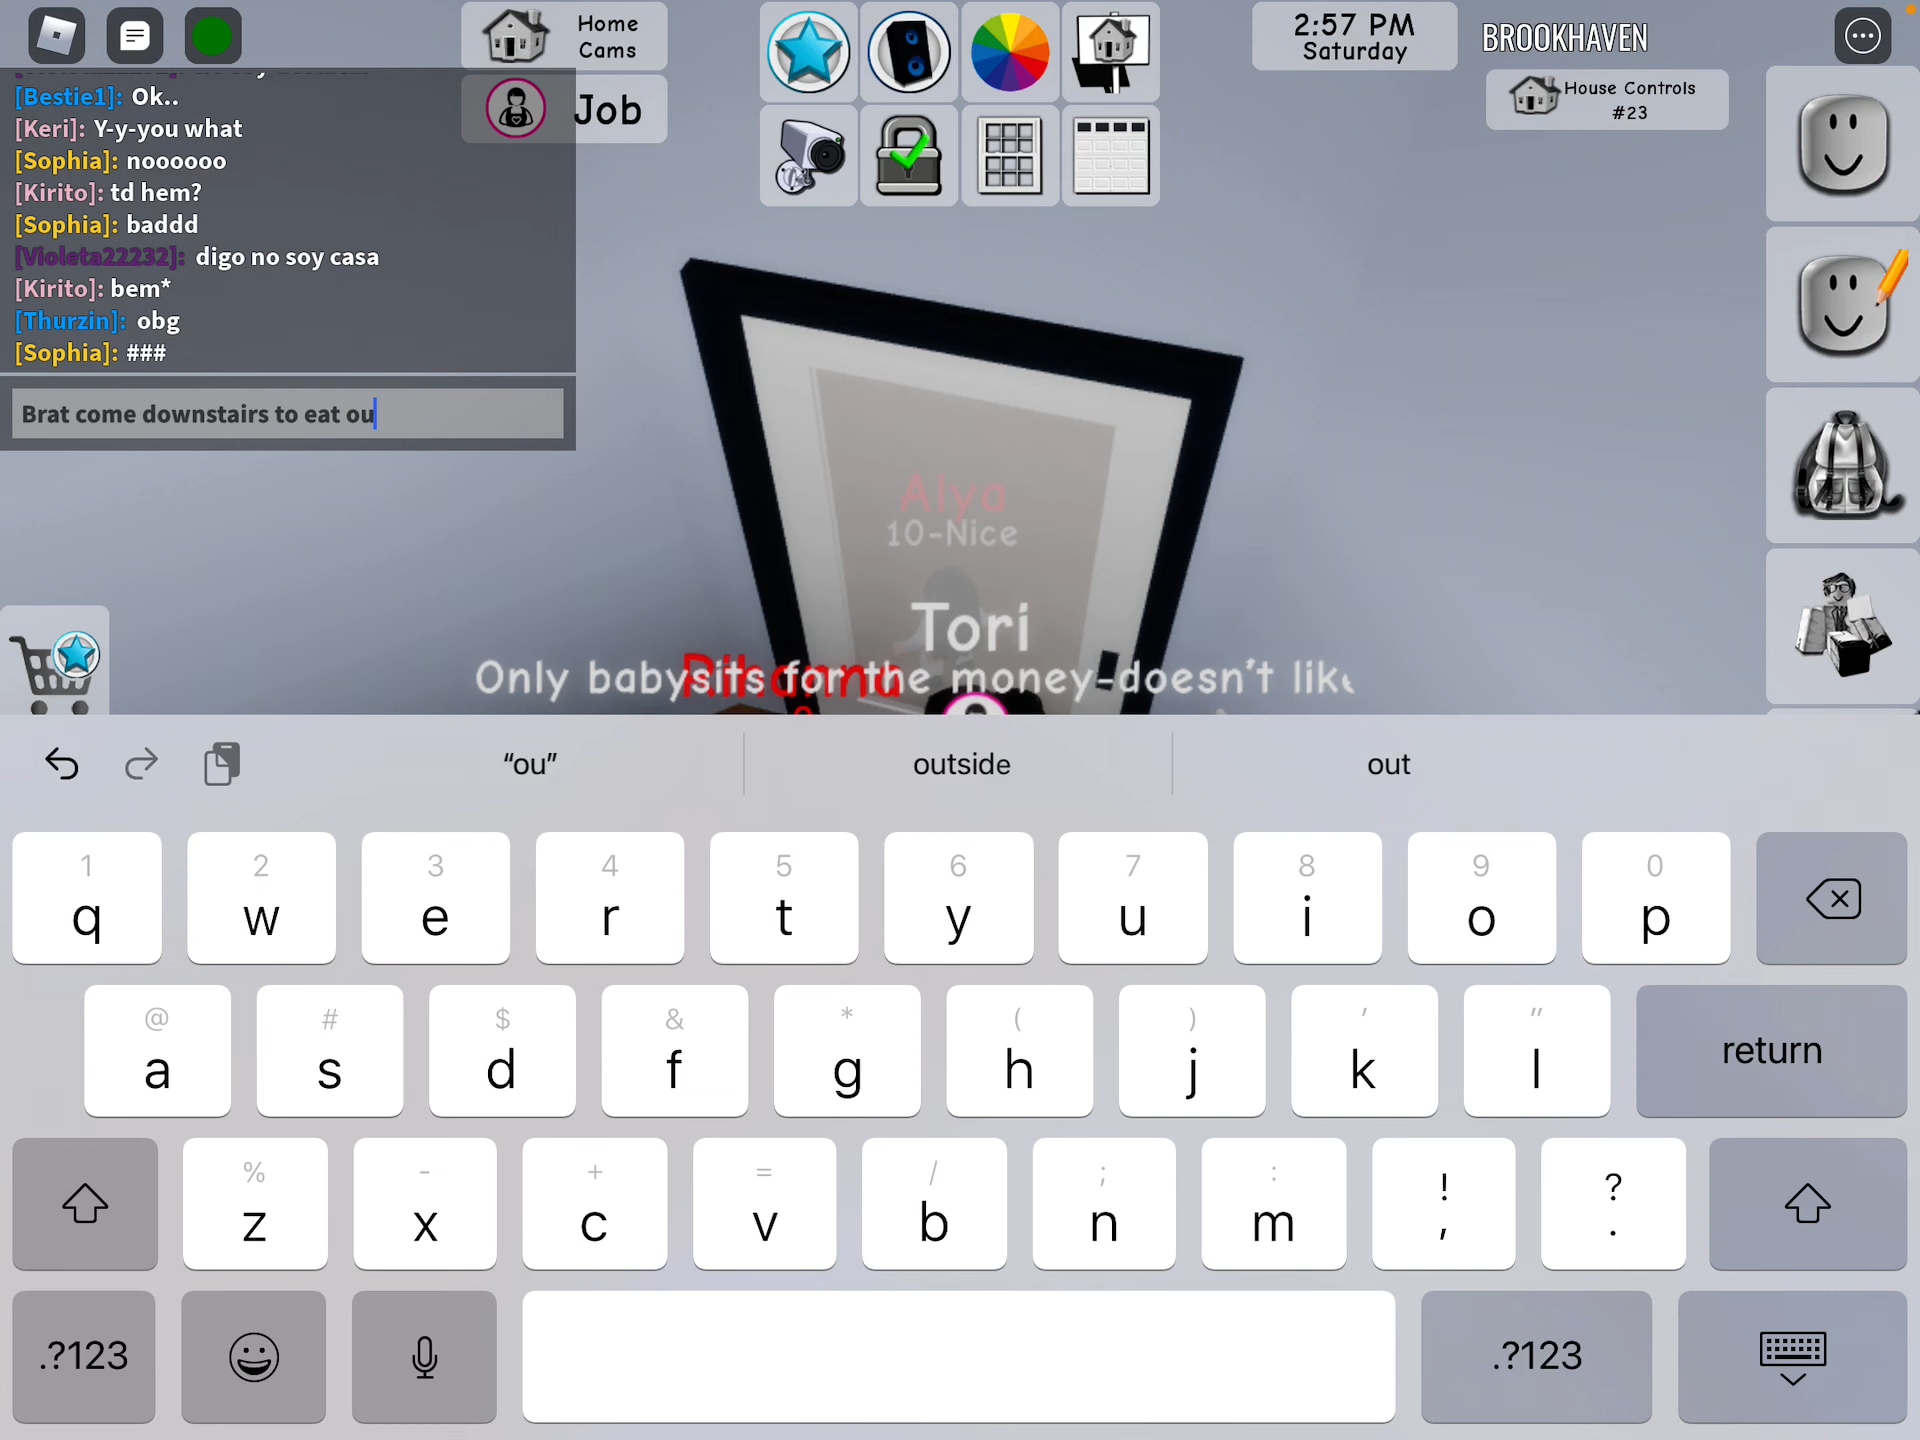 Home
Cams
Job
2:57 PM
Saturday
BROOKHAVEN
House Controls
#23
[Bestie1]: Ok..
[Keri]: Y-y-you what
[Sophia]: noooooo
[Kirito]: td hem?
[Sophia]: baddd
[Violeta22232]: digo no soy casa
[Kirito]: bem*
[Thurzin]: obg
[Sophia]: ###
Brat come downstairs to eat ou
Alya
10-Nice
Tori
Only babysits for the money-doesn't like
Rihanna
“ou”
outside
out
1 2 3 4 5 6 7 8 9 0
q w e r t y u i o p
@ # $ & * ( ) ' "
a s d f g h j k l
return
% - + = / ; : ! ?
z x c v b n m , .
.?123
.?123